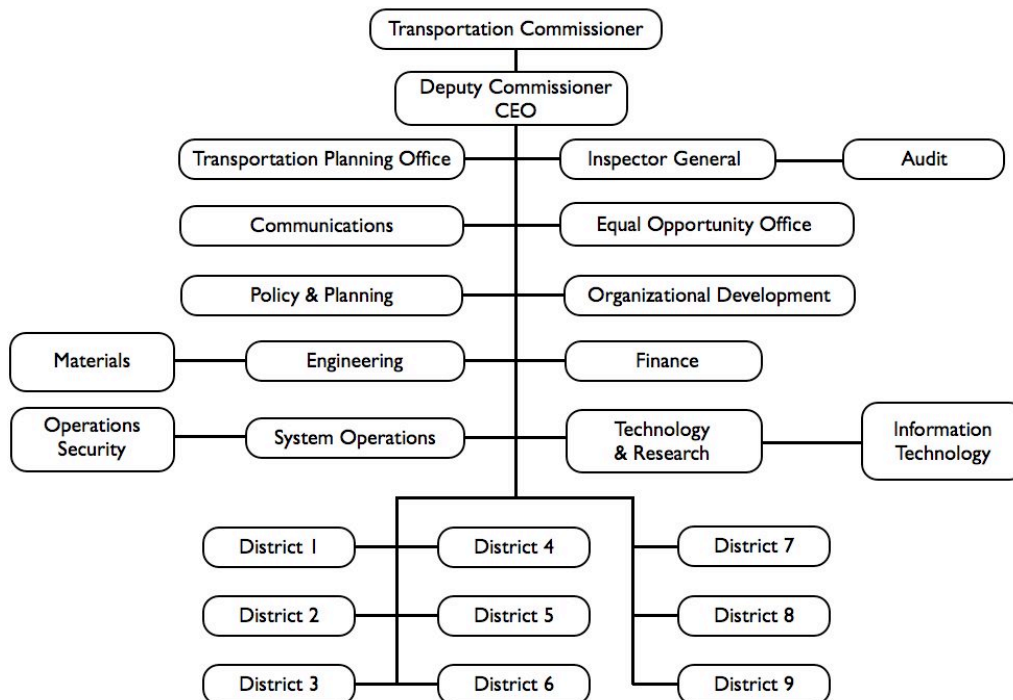 Transportation Commissioner
Deputy Commissioner
CEO
Transportation Planning Office
Inspector General
Audit
Communications
Equal Opportunity Office
Policy & Planning
Organizational Development
Materials
Engineering
Finance
Operations
Security
System Operations
Technology
& Research
Information
Technology
District 1
District 4
District 7
District 2
District 5
District 8
District 3
District 6
District 9